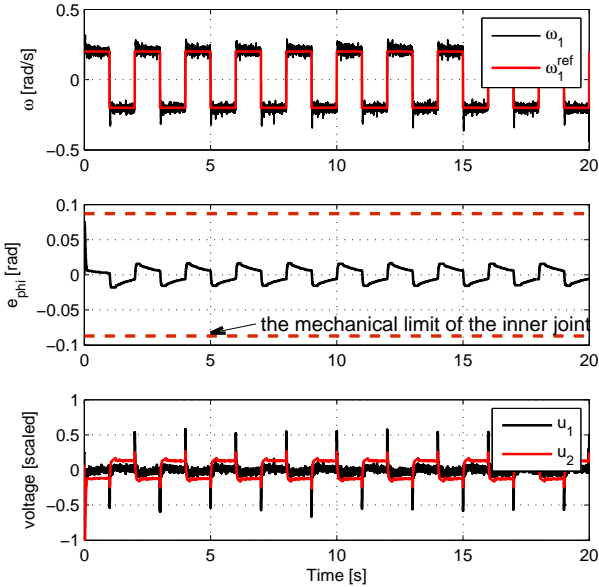 0.5
0
−0.5
ω [rad/s]
ω1
ω1ref
0 5 10 15 20
0.1
0.05
0
−0.05
−0.1
e_phi [rad]
the mechanical limit of the inner joint
0 5 10 15 20
1
0.5
0
−0.5
−1
voltage [scaled]
u1
u2
0 5 10 15 20
Time [s]